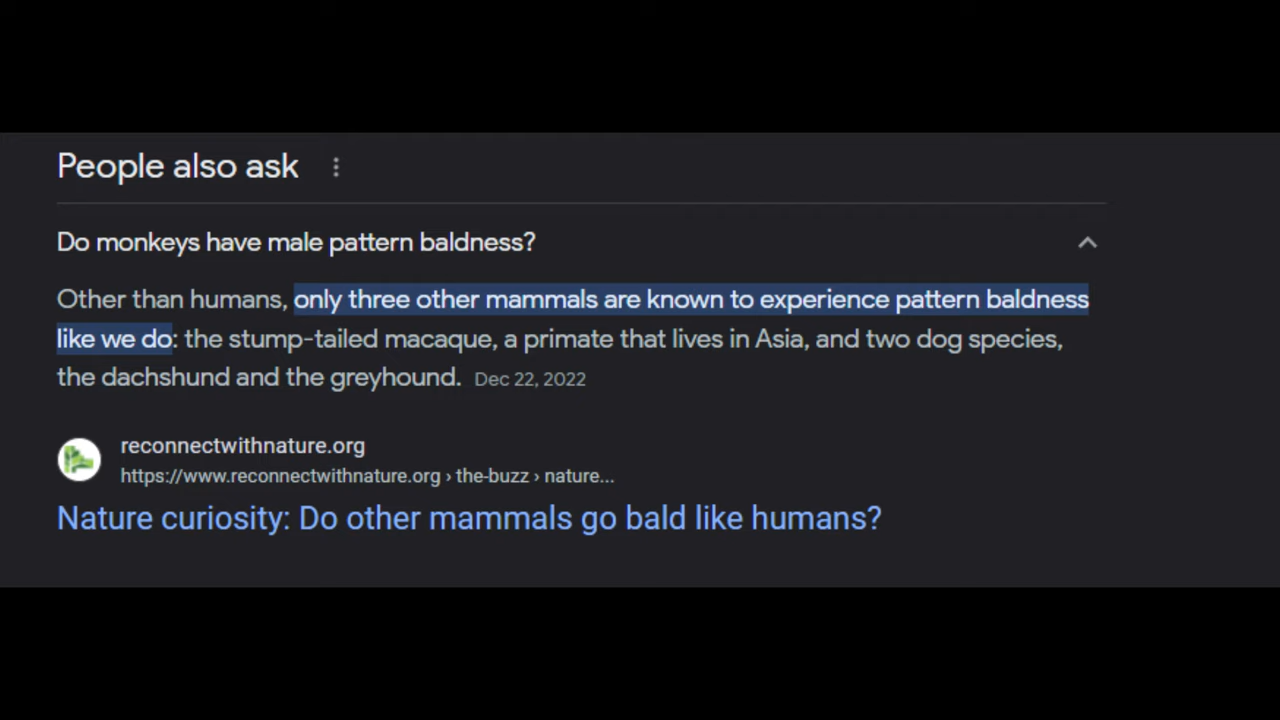 People also ask
Do monkeys have male pattern baldness?
Other than humans, only three other mammals are known to experience pattern baldness
like we do: the stump-tailed macaque, a primate that lives in Asia, and two dog species,
the dachshund and the greyhound. Dec 22, 2022
reconnectwithnature.org
https://www.reconnectwithnature.org › the-buzz › nature...
Nature curiosity: Do other mammals go bald like humans?